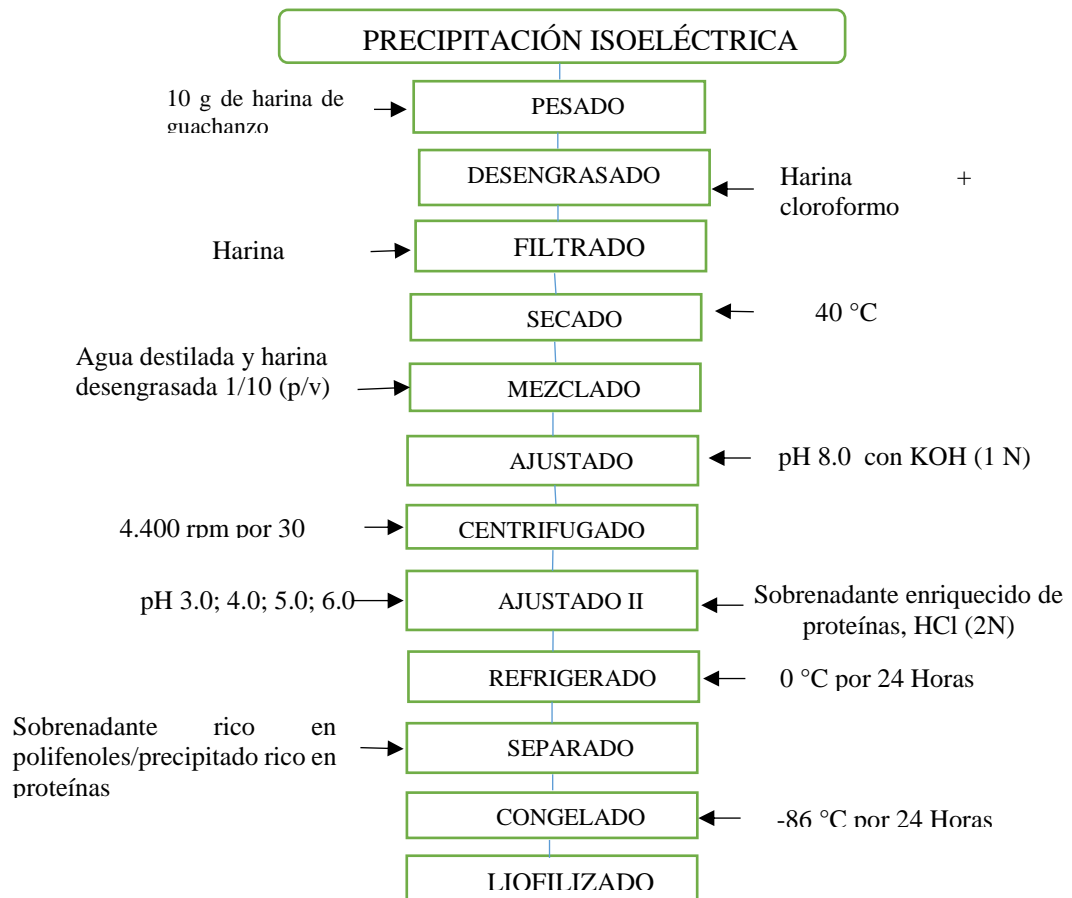 PRECIPITACIÓN ISOELÉCTRICA
10 g de harina de
guachanzo
PESADO
DESENGRASADO
Harina +
cloroformo
Harina
FILTRADO
SECADO
40 °C
Agua destilada y harina
desengrasada 1/10 (p/v)
MEZCLADO
AJUSTADO
pH 8.0 con KOH (1 N)
4.400 rpm por 30
CENTRIFUGADO
pH 3.0; 4.0; 5.0; 6.0
AJUSTADO II
Sobrenadante enriquecido de
proteínas, HCl (2N)
REFRIGERADO
0 °C por 24 Horas
Sobrenadante rico en
polifenoles/precipitado rico en
proteínas
SEPARADO
CONGELADO
-86 °C por 24 Horas
LIOFILIZADO